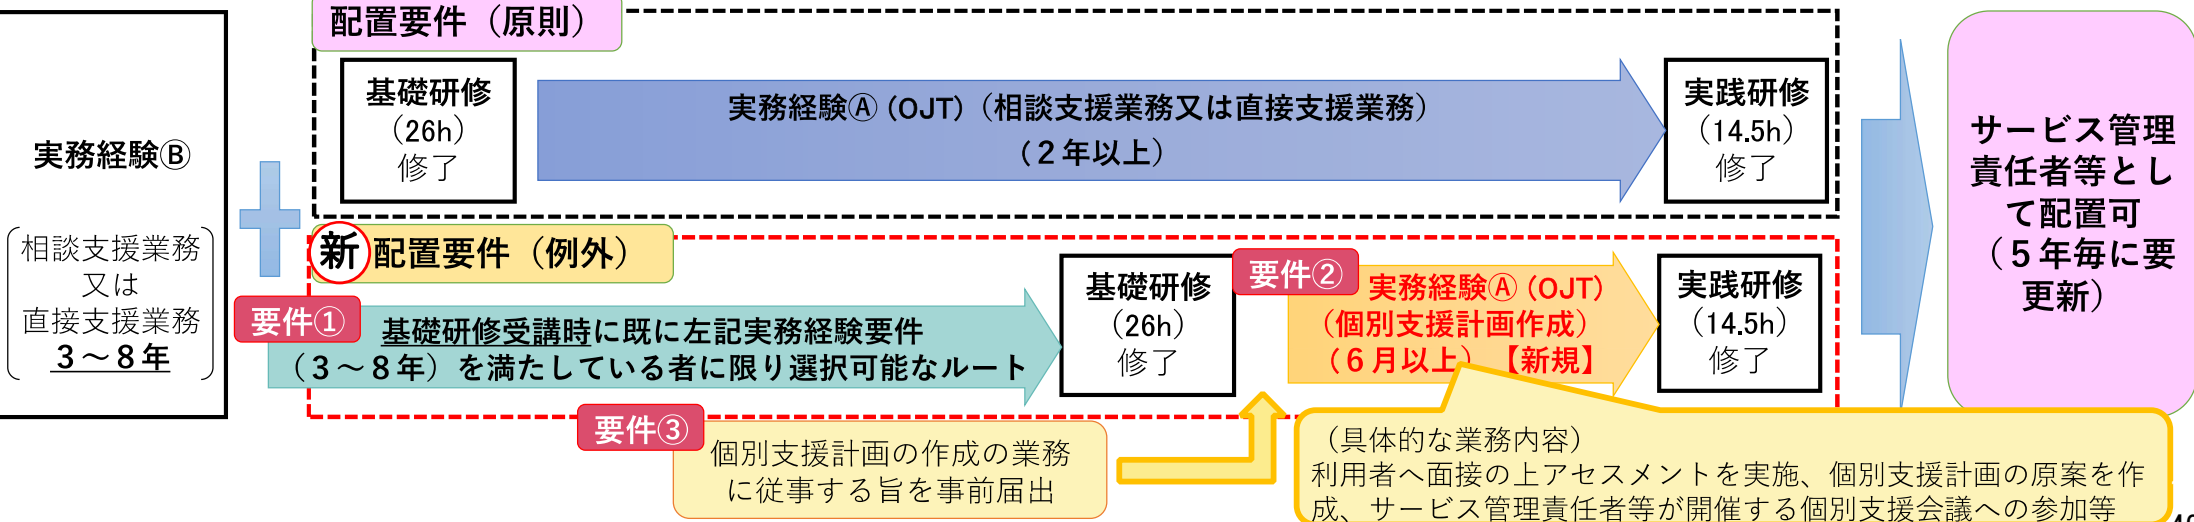 実務経験Ⓑ
相談支援業務
又は
直接支援業務
3～8年
配置要件（原則）
基礎研修
（26h）
修了
実務経験Ⓐ(OJT)（相談支援業務又は直接支援業務）
（２年以上）
実践研修
（14.5h）
修了
新 配置要件（例外）
要件①
基礎研修受講時に既に左記実務経験要件
（３～８年）を満たしている者に限り選択可能なルート
基礎研修
（26h）
修了
要件②
実務経験Ⓐ(OJT)
（個別支援計画作成）
（６月以上）【新規】
実践研修
（14.5h）
修了
要件③
個別支援計画の作成の業務
に従事する旨を事前届出
（具体的な業務内容）
利用者へ面接の上アセスメントを実施、個別支援計画の原案を作
成、サービス管理責任者等が開催する個別支援会議への参加等
サービス管理
責任者等とし
て配置可
（５年毎に要
更新）